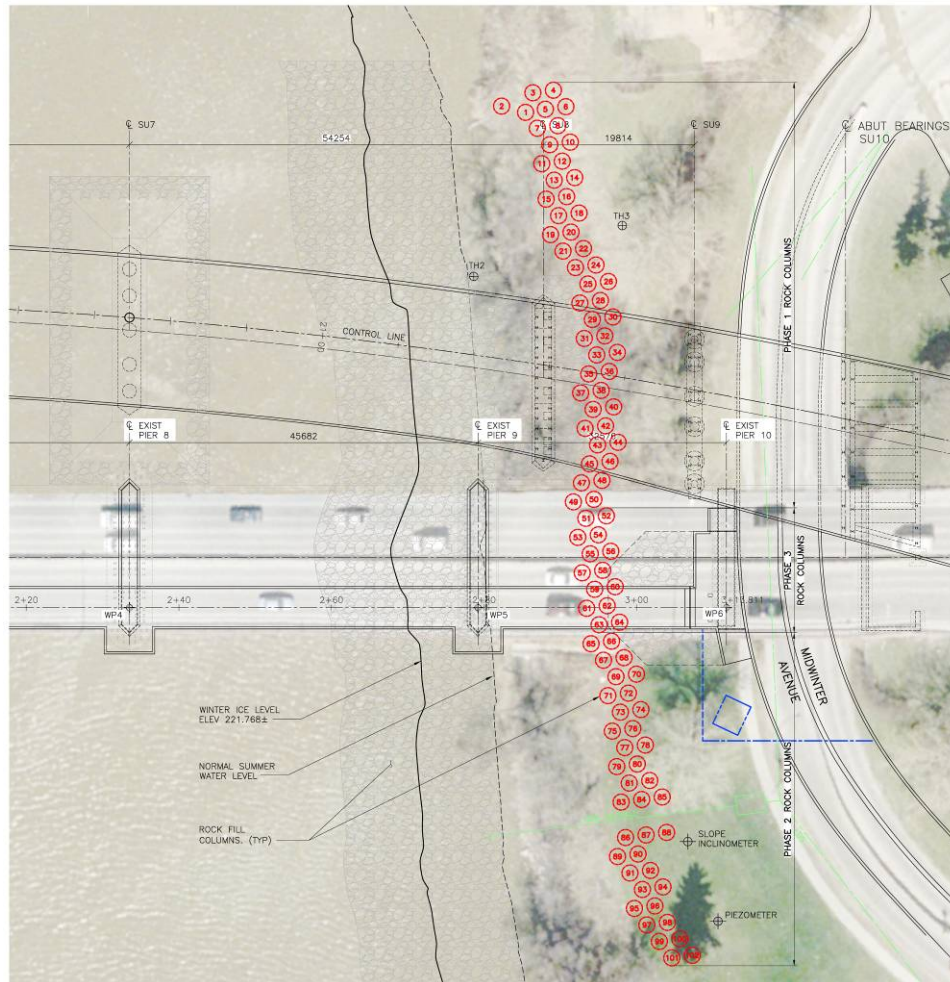 3 4
2 1 5 6
7 8
℄ SU7
℄ SU8
℄ SU9
℄ ABUT BEARINGS
SU10
54254
19814
9 10
11 12
13 14
15 16
17 18
19 20
21 22
23 24
25 26
27 28
29 30
31 32
33 34
35 36
37 38
39 40
41 42
43 44
45 46
47 48
49 50
51 52
53 54
55 56
57 58
59 60
61 62
63 64
65 66
67 68
69 70
71 72
73 74
75 76
77 78
79 80
81 82
83 84 85
86 87 88
89 90
91 92
93 94
95 96
97 98
99 100
101 102
TH3
TH2
PHASE 1 ROCK COLUMNS
CONTROL LINE
21+00
℄ EXIST
PIER 8
℄ EXIST
PIER 9
℄ EXIST
PIER 10
45682
PHASE 3
ROCK COLUMNS
2+20
2+40
2+60
2+80
3+00
3+11.811
WP4
WP5
WP6
MIDWINTER
AVENUE
WINTER ICE LEVEL
ELEV 221.768±
NORMAL SUMMER
WATER LEVEL
ROCK FILL
COLUMNS. (TYP)
PHASE 2 ROCK COLUMNS
SLOPE
INCLINOMETER
PIEZOMETER